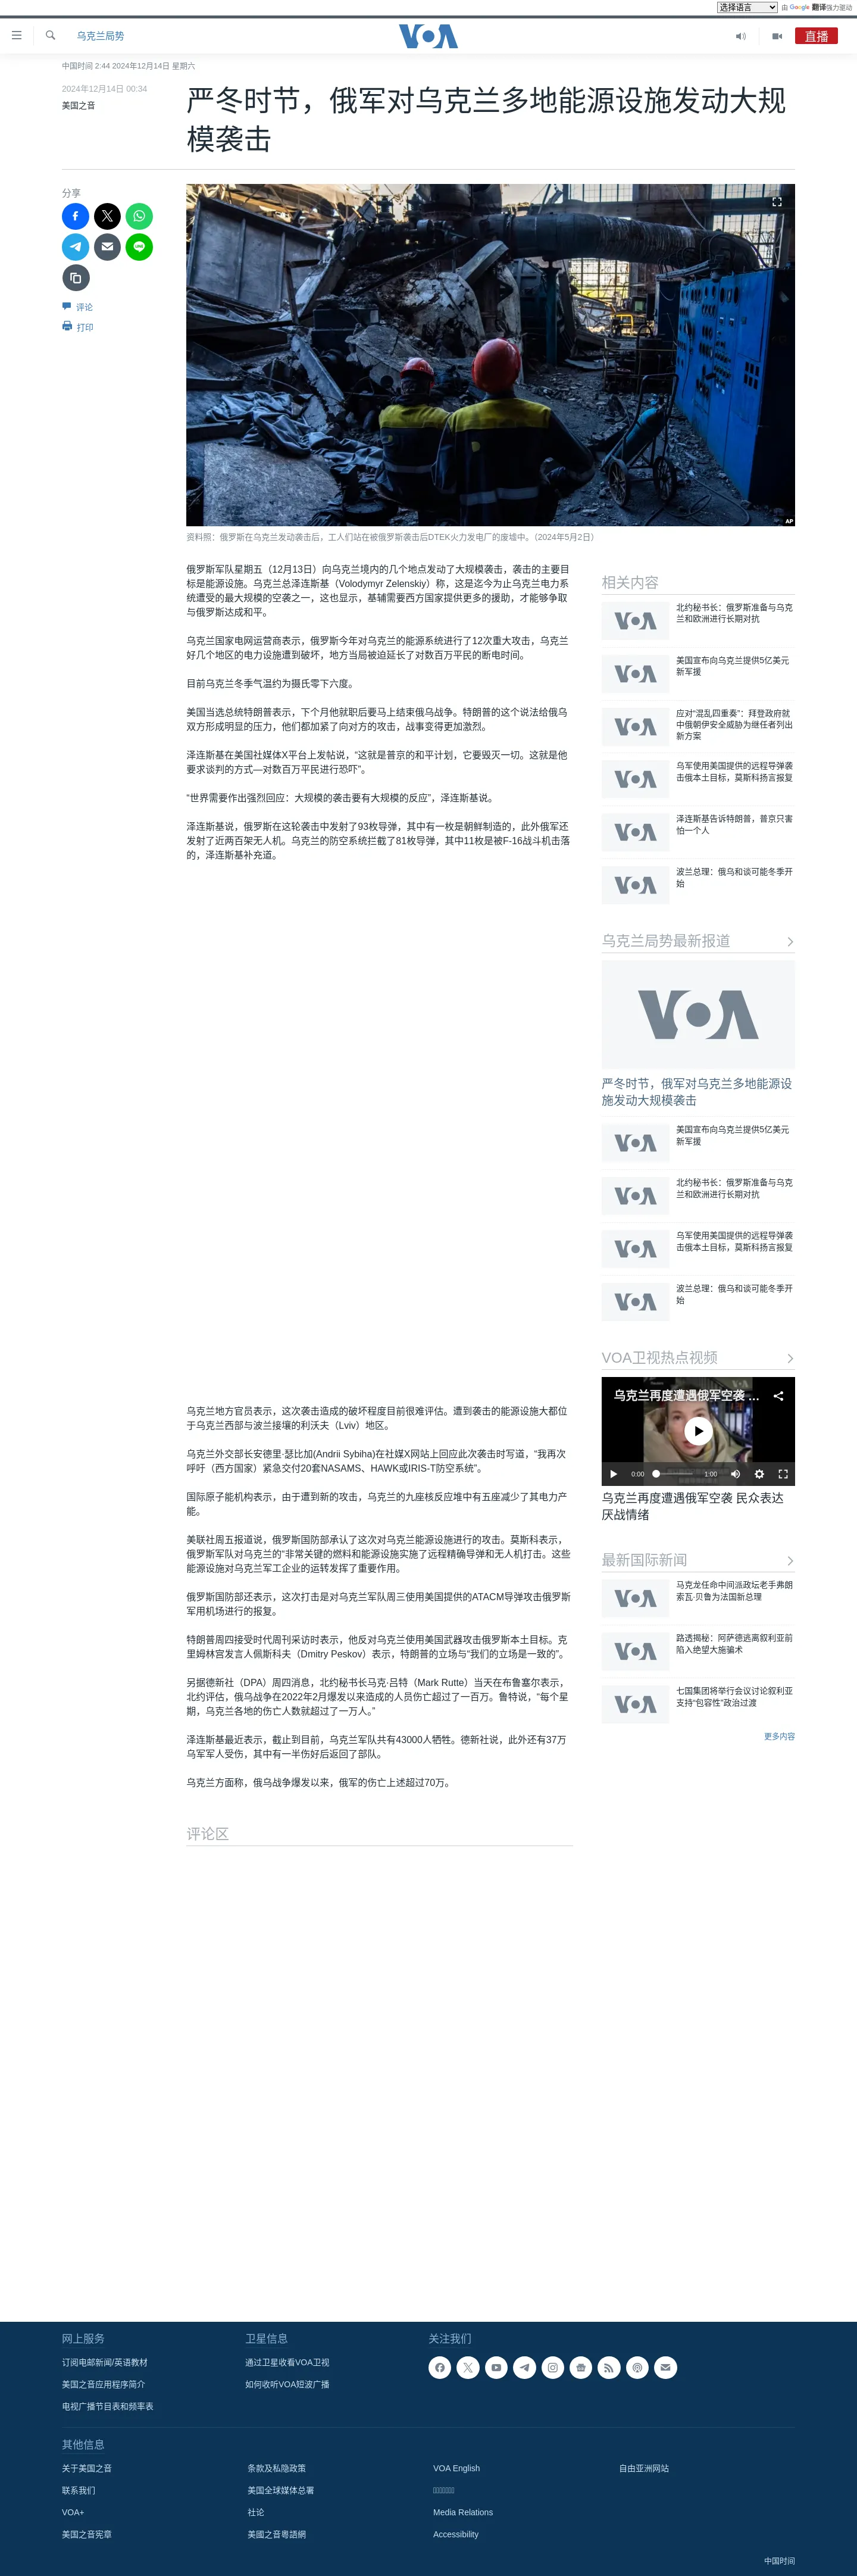 选择语言 由 Google 翻译强力驱动
乌克兰局势
VOA
直播
中国时间 2:44 2024年12月14日 星期六
2024年12月14日 00:34
美国之音
严冬时节，俄军对乌克兰多地能源设施发动大规
模袭击
分享
评论
打印
AP
资料照：俄罗斯在乌克兰发动袭击后，工人们站在被俄罗斯袭击后DTEK火力发电厂的废墟中。（2024年5月2日）
俄罗斯军队星期五（12月13日）向乌克兰境内的几个地点发动了大规模袭击，袭击的主要目
标是能源设施。乌克兰总泽连斯基（Volodymyr Zelenskiy）称，这是迄今为止乌克兰电力系
统遭受的最大规模的空袭之一，这也显示，基辅需要西方国家提供更多的援助，才能够争取
与俄罗斯达成和平。
乌克兰国家电网运营商表示，俄罗斯今年对乌克兰的能源系统进行了12次重大攻击，乌克兰
好几个地区的电力设施遭到破坏，地方当局被迫延长了对数百万平民的断电时间。
目前乌克兰冬季气温约为摄氏零下六度。
美国当选总统特朗普表示，下个月他就职后要马上结束俄乌战争。特朗普的这个说法给俄乌
双方形成明显的压力，他们都加紧了向对方的攻击，战事变得更加激烈。
泽连斯基在美国社媒体X平台上发帖说，“这就是普京的和平计划，它要毁灭一切。这就是他
要求谈判的方式—对数百万平民进行恐吓”。
“世界需要作出强烈回应：大规模的袭击要有大规模的反应”，泽连斯基说。
泽连斯基说，俄罗斯在这轮袭击中发射了93枚导弹，其中有一枚是朝鲜制造的，此外俄军还
发射了近两百架无人机。乌克兰的防空系统拦截了81枚导弹，其中11枚是被F-16战斗机击落
的，泽连斯基补充道。
乌克兰地方官员表示，这次袭击造成的破坏程度目前很难评估。遭到袭击的能源设施大都位
于乌克兰西部与波兰接壤的利沃夫（Lviv）地区。
乌克兰外交部长安德里·瑟比加(Andrii Sybiha)在社媒X网站上回应此次袭击时写道，“我再次
呼吁（西方国家）紧急交付20套NASAMS、HAWK或IRIS-T防空系统”。
国际原子能机构表示，由于遭到新的攻击，乌克兰的九座核反应堆中有五座减少了其电力产
能。
美联社周五报道说，俄罗斯国防部承认了这次对乌克兰能源设施进行的攻击。莫斯科表示，
俄罗斯军队对乌克兰的“非常关键的燃料和能源设施实施了远程精确导弹和无人机打击。这些
能源设施对乌克兰军工企业的运转发挥了重要作用。
俄罗斯国防部还表示，这次打击是对乌克兰军队周三使用美国提供的ATACM导弹攻击俄罗斯
军用机场进行的报复。
特朗普周四接受时代周刊采访时表示，他反对乌克兰使用美国武器攻击俄罗斯本土目标。克
里姆林宫发言人佩斯科夫（Dmitry Peskov）表示，特朗普的立场与“我们的立场是一致的”。
另据德新社（DPA）周四消息，北约秘书长马克·吕特（Mark Rutte）当天在布鲁塞尔表示，
北约评估，俄乌战争在2022年2月爆发以来造成的人员伤亡超过了一百万。鲁特说，“每个星
期，乌克兰各地的伤亡人数就超过了一万人。”
泽连斯基最近表示，截止到目前，乌克兰军队共有43000人牺牲。德新社说，此外还有37万
乌军军人受伤，其中有一半伤好后返回了部队。
乌克兰方面称，俄乌战争爆发以来，俄军的伤亡上述超过70万。
评论区
相关内容
北约秘书长：俄罗斯准备与乌克
兰和欧洲进行长期对抗
美国宣布向乌克兰提供5亿美元
新军援
应对“混乱四重奏”：拜登政府就
中俄朝伊安全威胁为继任者列出
新方案
乌军使用美国提供的远程导弹袭
击俄本土目标，莫斯科扬言报复
泽连斯基告诉特朗普，普京只害
怕一个人
波兰总理：俄乌和谈可能冬季开
始
乌克兰局势最新报道
VOA
严冬时节，俄军对乌克兰多地能源设
施发动大规模袭击
美国宣布向乌克兰提供5亿美元
新军援
北约秘书长：俄罗斯准备与乌克
兰和欧洲进行长期对抗
乌军使用美国提供的远程导弹袭
击俄本土目标，莫斯科扬言报复
波兰总理：俄乌和谈可能冬季开
始
VOA卫视热点视频
乌克兰再度遭遇俄军空袭 ...
0:00 1:00
乌克兰再度遭遇俄军空袭 民众表达
厌战情绪
最新国际新闻
马克龙任命中间派政坛老手弗朗
索瓦·贝鲁为法国新总理
路透揭秘：阿萨德逃离叙利亚前
陷入绝望大施骗术
七国集团将举行会议讨论叙利亚
支持“包容性”政治过渡
更多内容
网上服务
订阅电邮新闻/英语教材
美国之音应用程序简介
电视广播节目表和频率表
卫星信息
通过卫星收看VOA卫视
如何收听VOA短波广播
关注我们
其他信息
关于美国之音
联系我们
VOA+
美国之音宪章
条款及私隐政策
美国全球媒体总署
社论
美國之音粵語網
VOA English
Media Relations
Accessibility
自由亚洲网站
中国时间